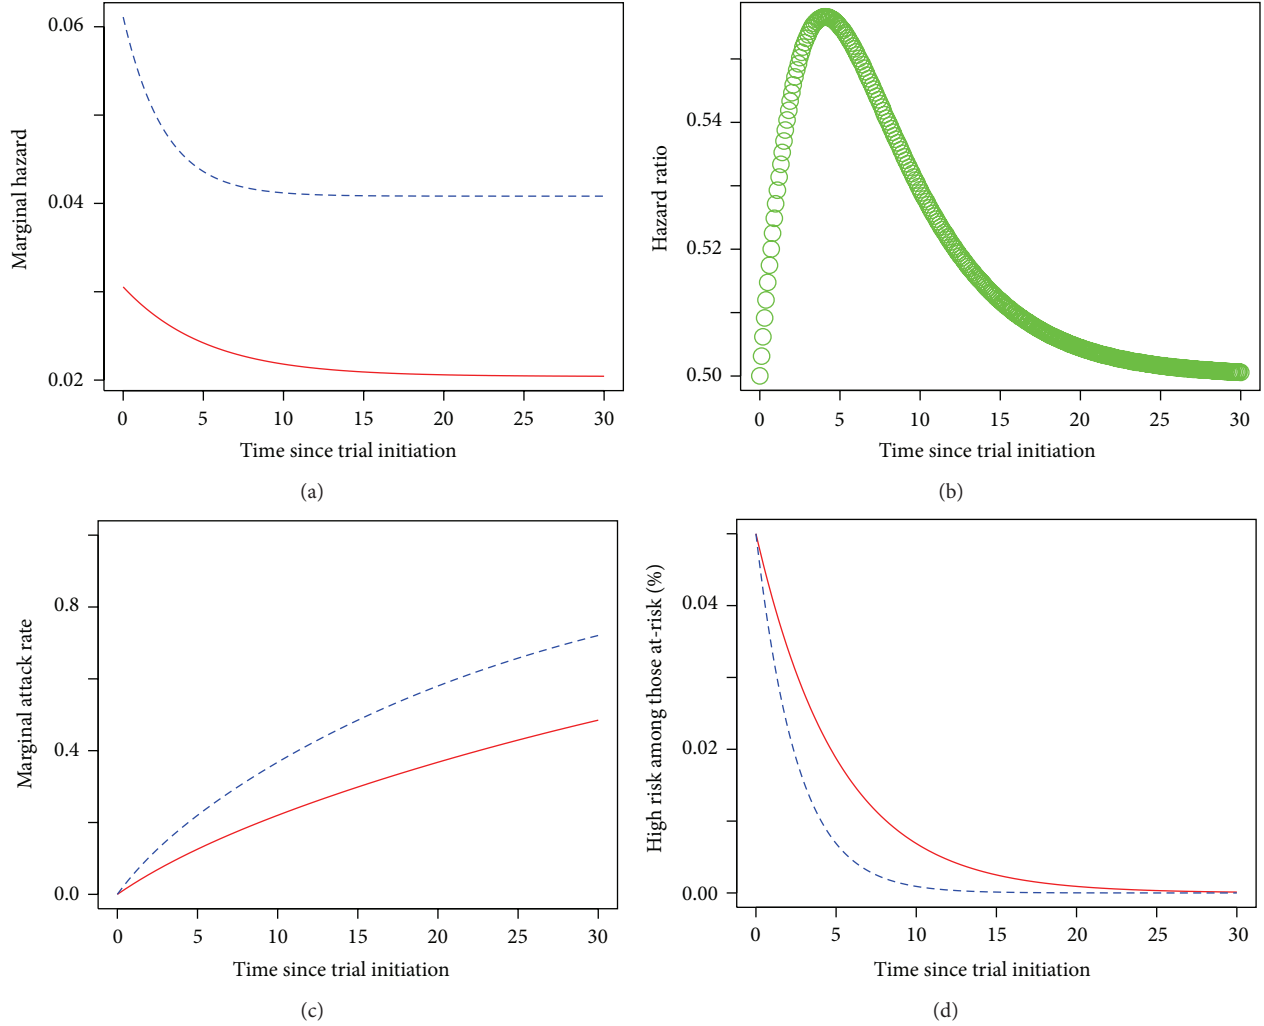 Marginal hazard
0.06
0.04
0.02
0 5 10 15 20 25 30
Time since trial initiation
(a)
Hazard ratio
0.54
0.52
0.50
0 5 10 15 20 25 30
Time since trial initiation
(b)
Marginal attack rate
0.8
0.4
0.0
0 5 10 15 20 25 30
Time since trial initiation
(c)
High risk among those at-risk (%)
0.04
0.02
0.00
0 5 10 15 20 25 30
Time since trial initiation
(d)